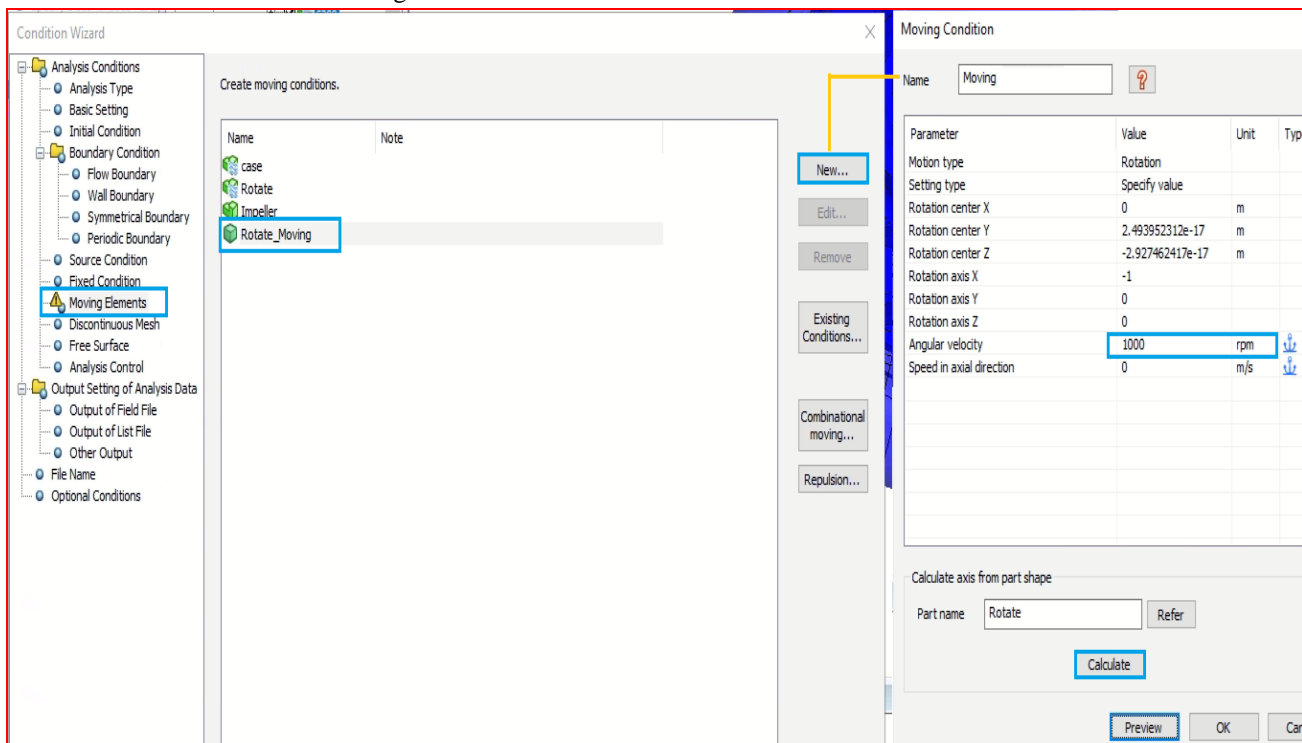 Condition Wizard
Analysis Conditions
Analysis Type
Basic Setting
Initial Condition
Boundary Condition
Flow Boundary
Wall Boundary
Symmetrical Boundary
Periodic Boundary
Source Condition
Fixed Condition
Moving Elements
Discontinuous Mesh
Free Surface
Analysis Control
Output Setting of Analysis Data
Output of Field File
Output of List File
Other Output
File Name
Optional Conditions
Create moving conditions.
Name Note
case
Rotate
Impeller
Rotate_Moving
New...
Edit...
Remove
Existing
Conditions...
Combinational
moving...
Repulsion...
Moving Condition
Name Moving ?
Parameter Value Unit Typ
Motion type Rotation
Setting type Specify value
Rotation center X 0 m
Rotation center Y 2.493952312e-17 m
Rotation center Z -2.927462417e-17 m
Rotation axis X -1
Rotation axis Y 0
Rotation axis Z 0
Angular velocity 1000 rpm
Speed in axial direction 0 m/s
Calculate axis from part shape
Part name Rotate Refer
Calculate
Preview OK Car